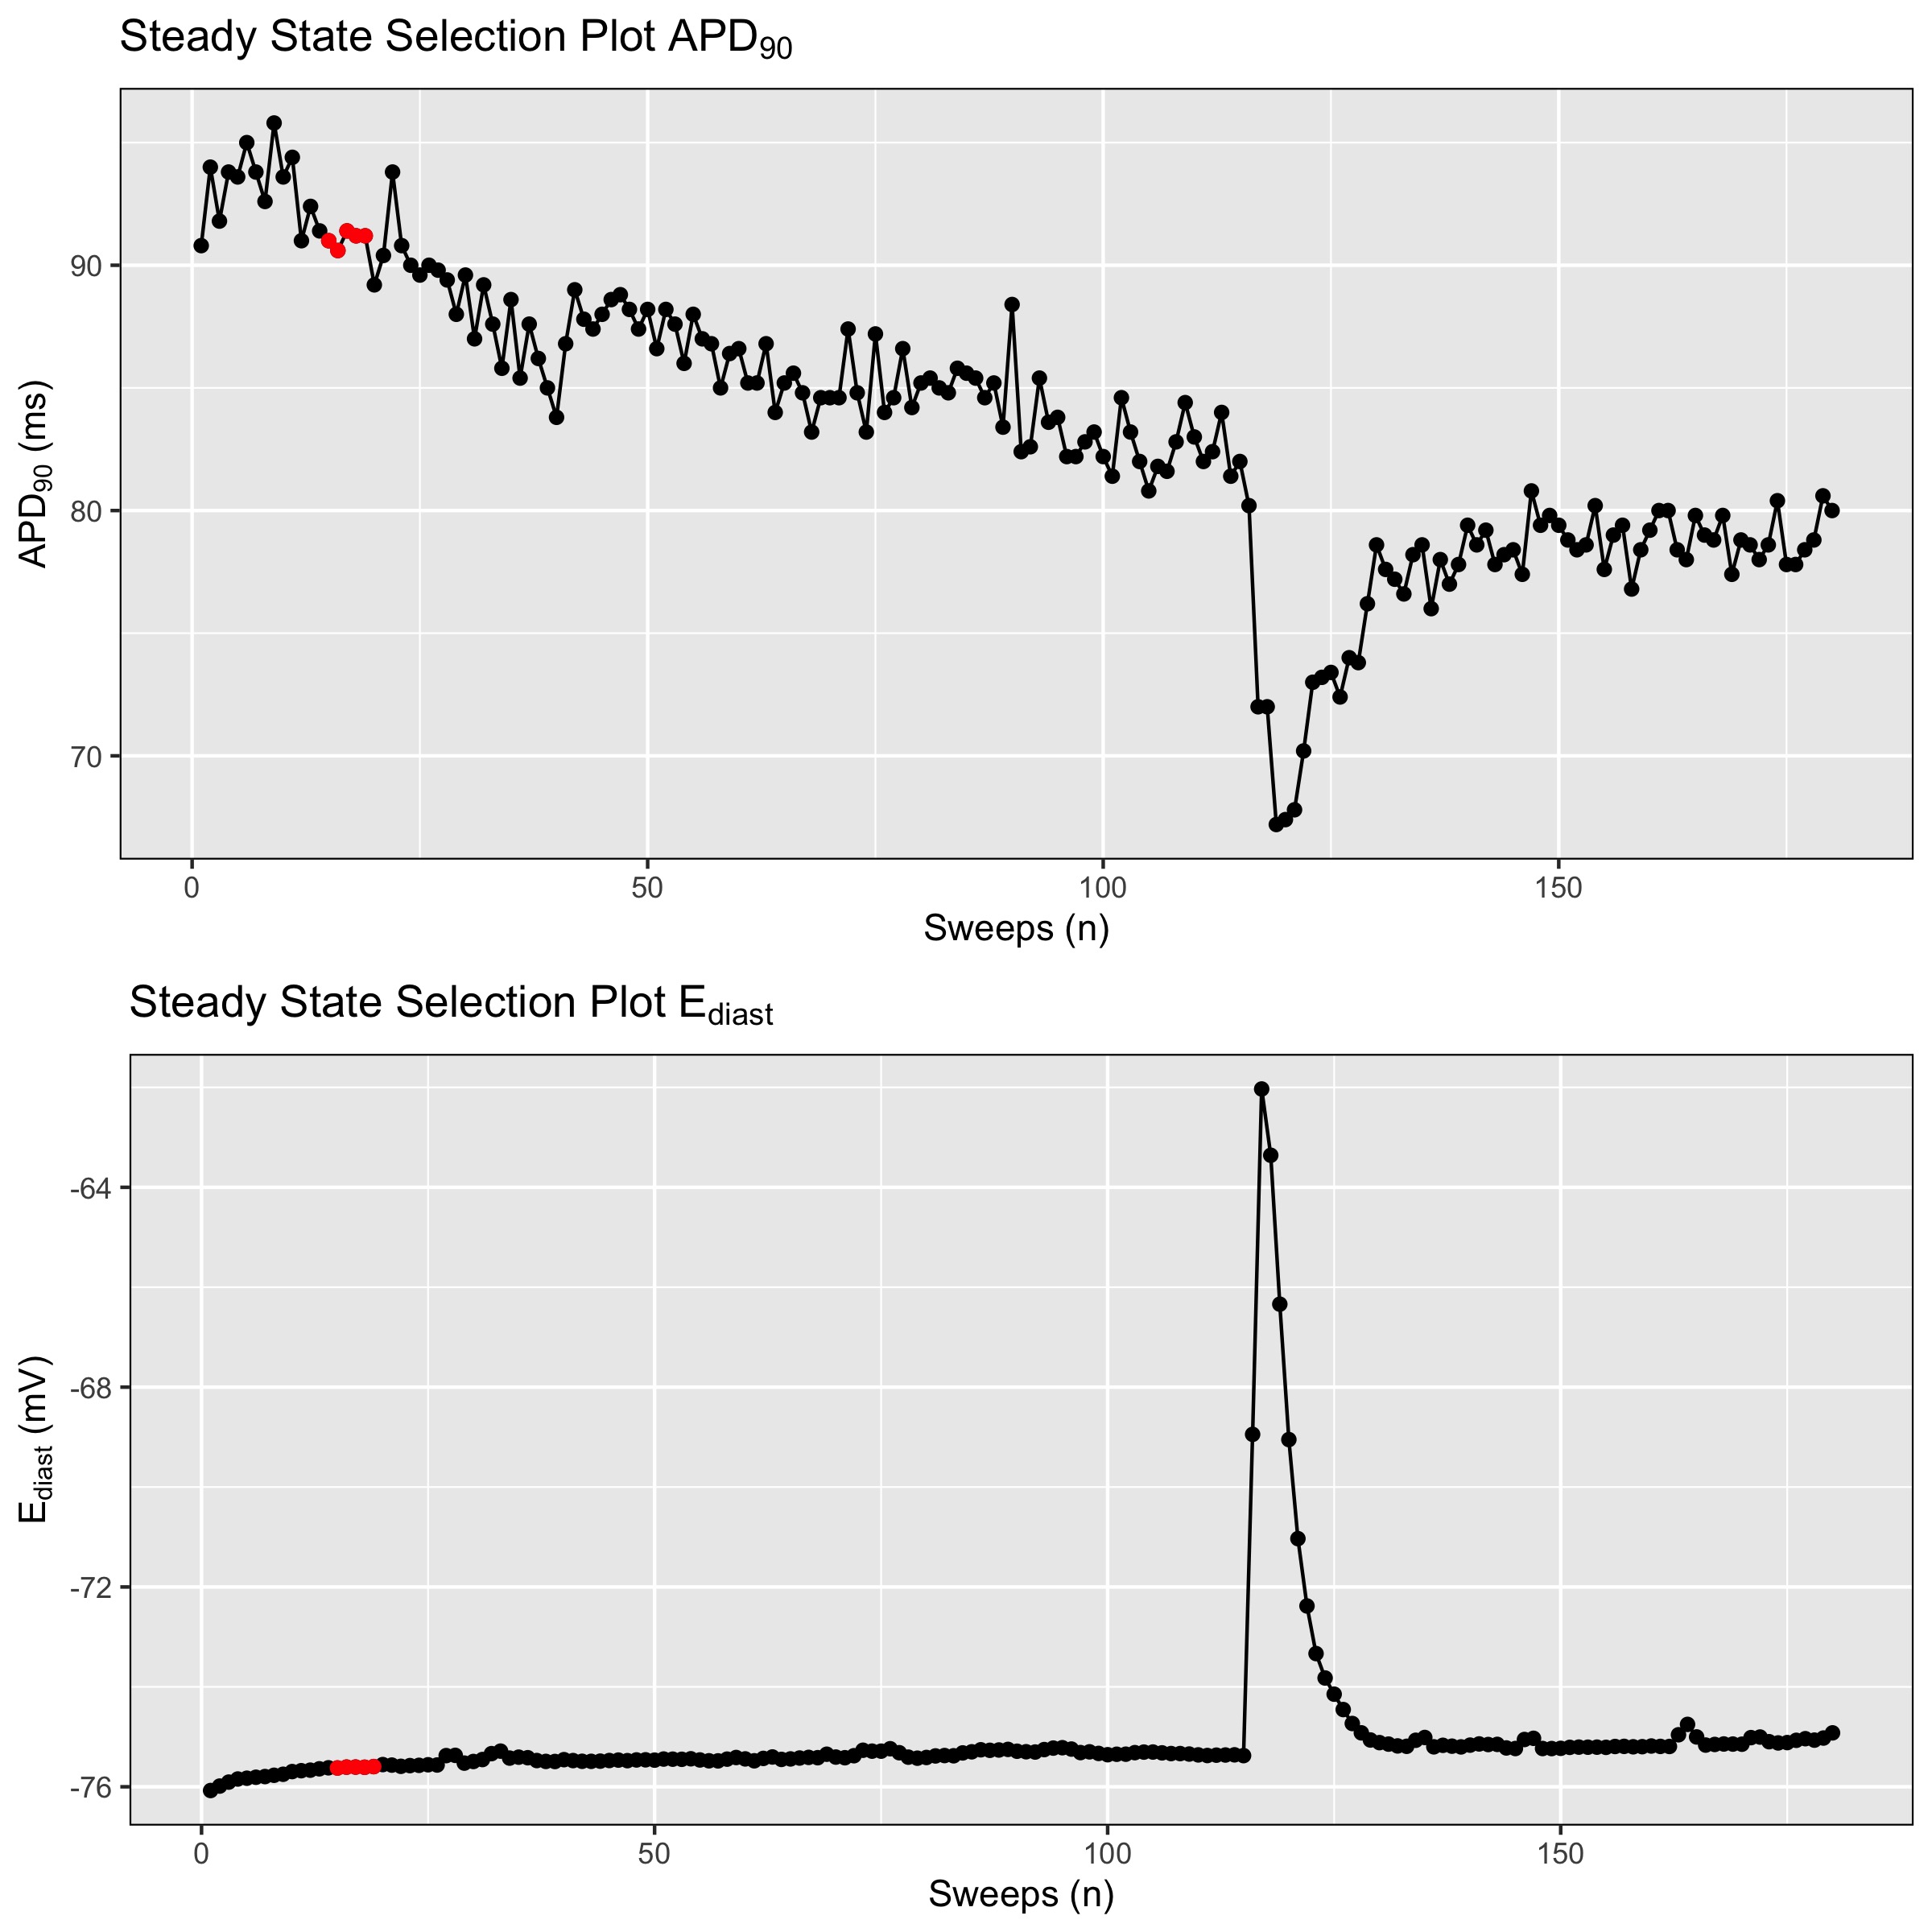 Steady State Selection Plot APD90
90
80
70
APD90 (ms)
0 50 100 150
Sweeps (n)
Steady State Selection Plot Ediast
-64
-68
-72
-76
Ediast (mV)
0 50 100 150
Sweeps (n)